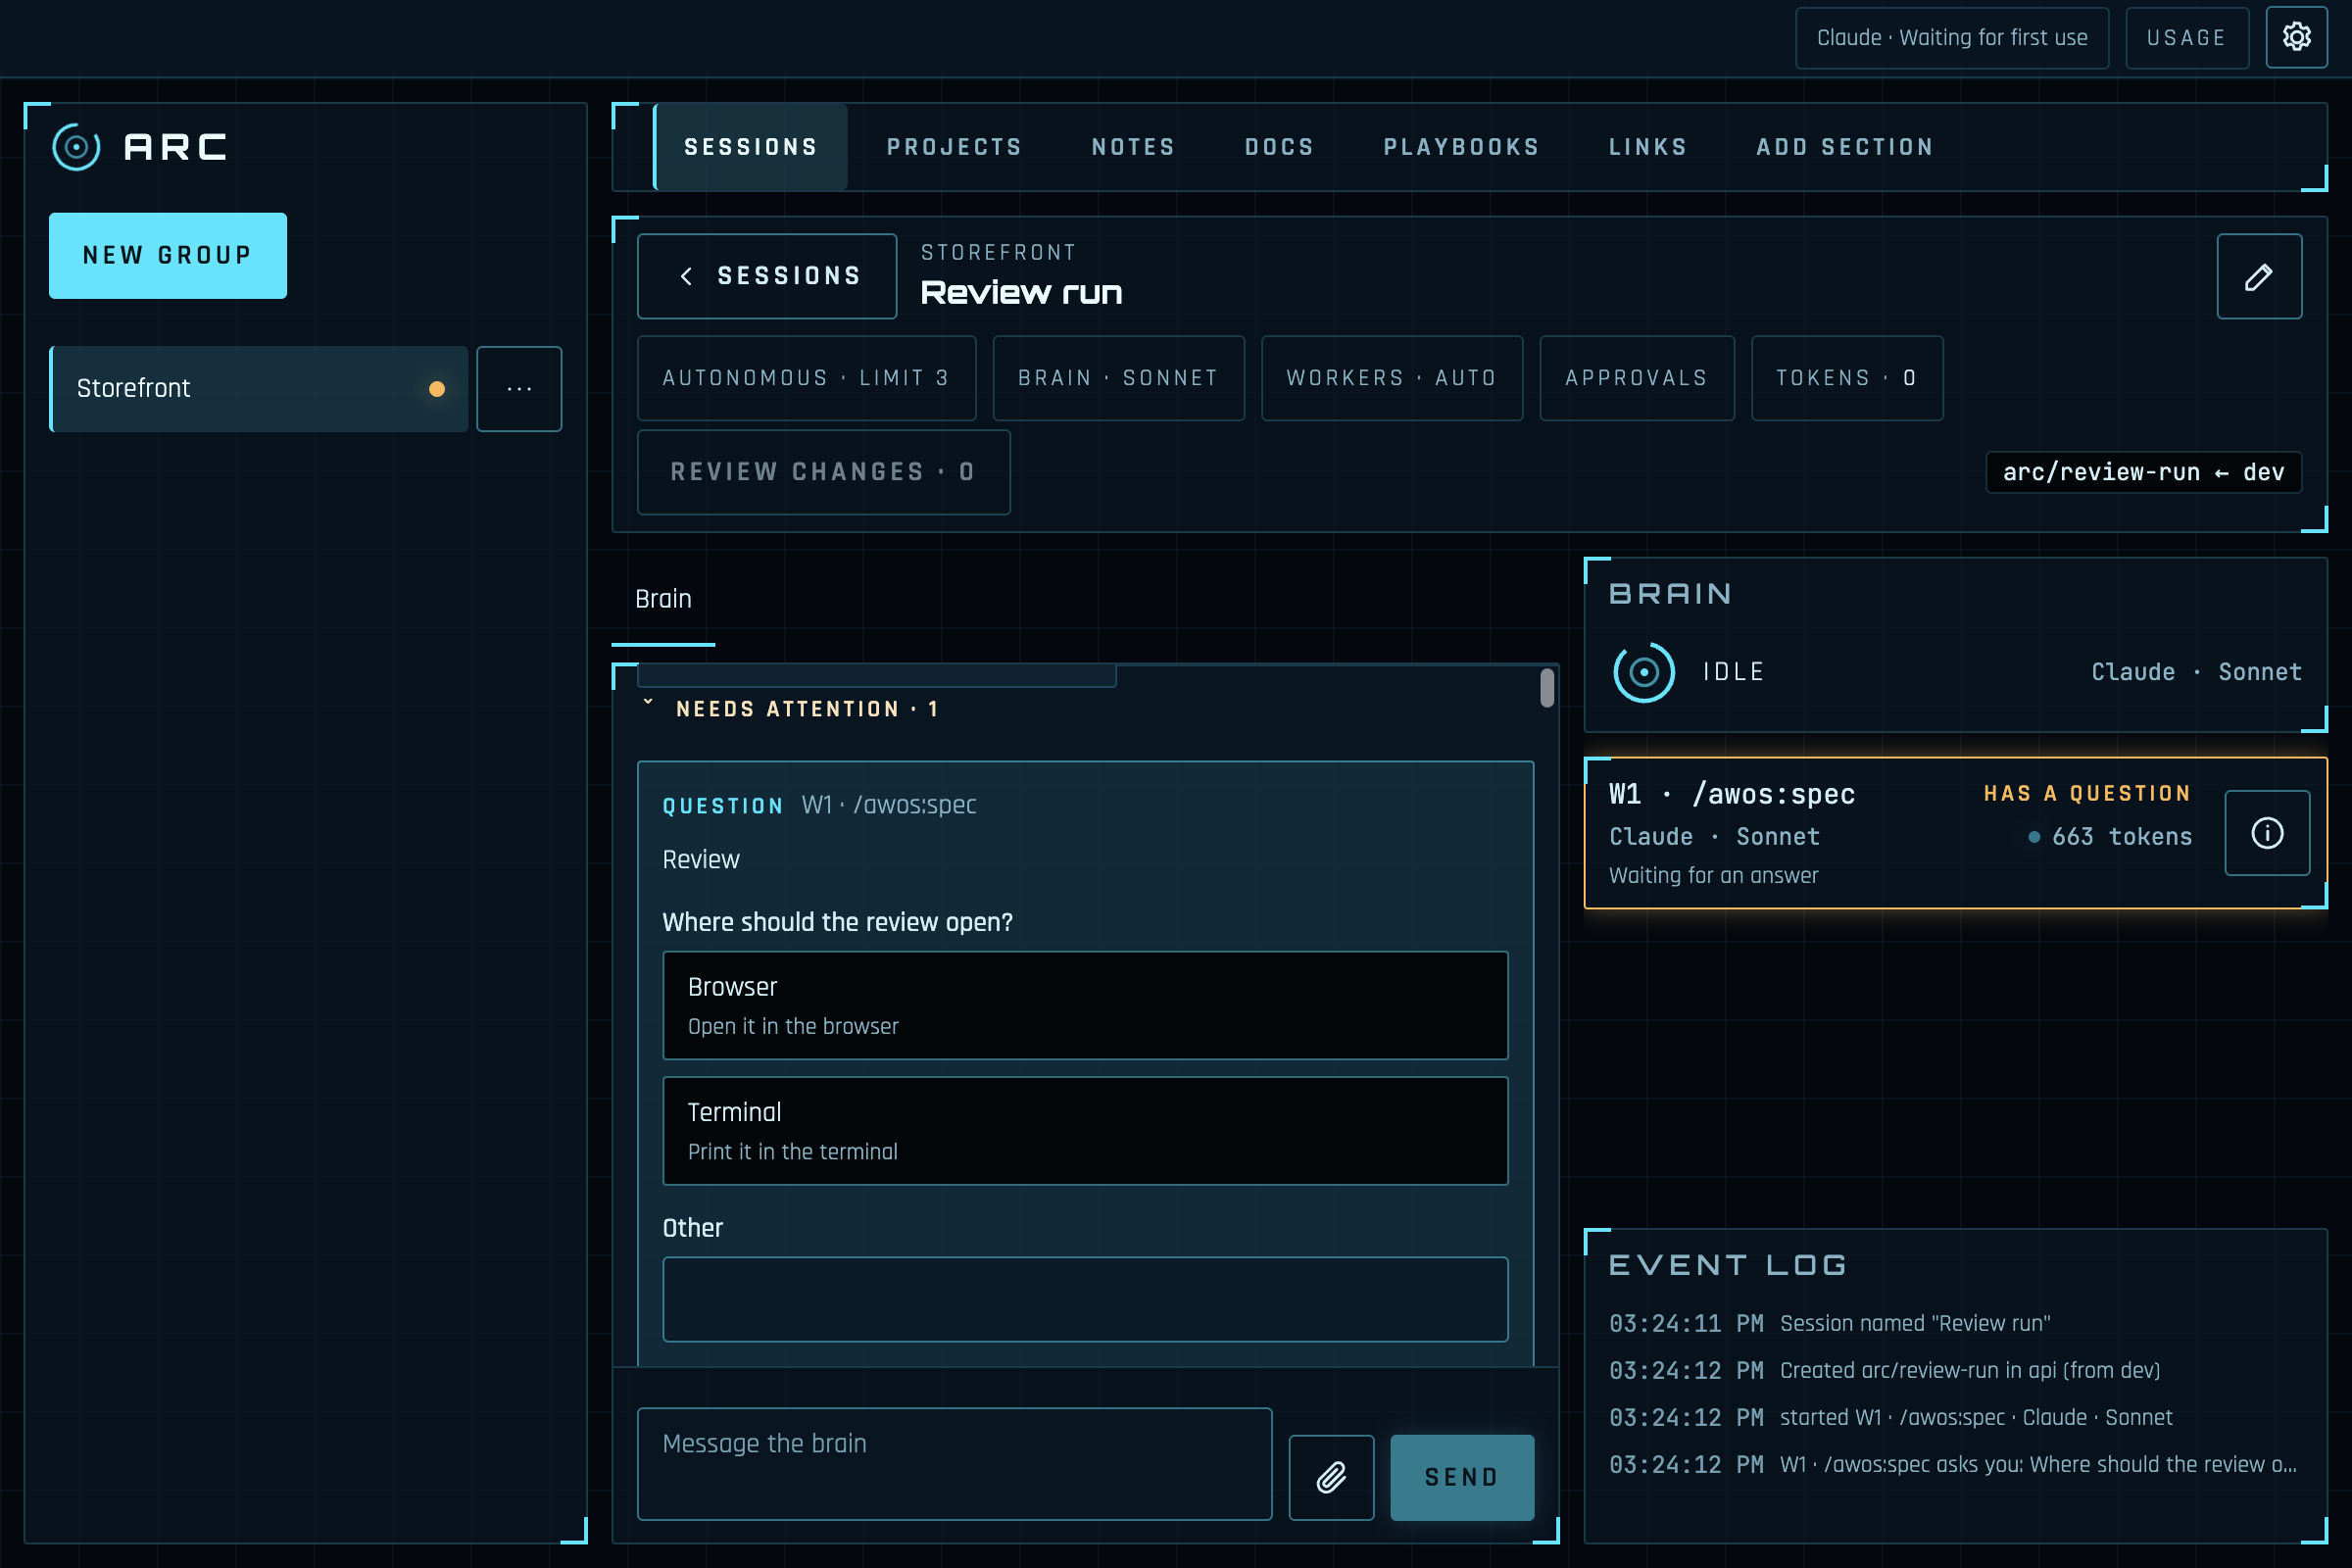 Claude · Waiting for first use
USAGE
ARC
NEW GROUP
Storefront
···
SESSIONS
PROJECTS
NOTES
DOCS
PLAYBOOKS
LINKS
ADD SECTION
SESSIONS
STOREFRONT
Review run
AUTONOMOUS · LIMIT 3
BRAIN · SONNET
WORKERS · AUTO
APPROVALS
TOKENS · 0
REVIEW CHANGES · 0
arc/review-run ← dev
Brain
NEEDS ATTENTION · 1
QUESTION W1 · /awos:spec
Review
Where should the review open?
Browser
Open it in the browser
Terminal
Print it in the terminal
Other
Message the brain
SEND
BRAIN
IDLE
Claude · Sonnet
W1 · /awos:spec
HAS A QUESTION
Claude · Sonnet
663 tokens
Waiting for an answer
EVENT LOG
03:24:11 PM Session named "Review run"
03:24:12 PM Created arc/review-run in api (from dev)
03:24:12 PM started W1 · /awos:spec · Claude · Sonnet
03:24:12 PM W1 · /awos:spec asks you: Where should the review o...